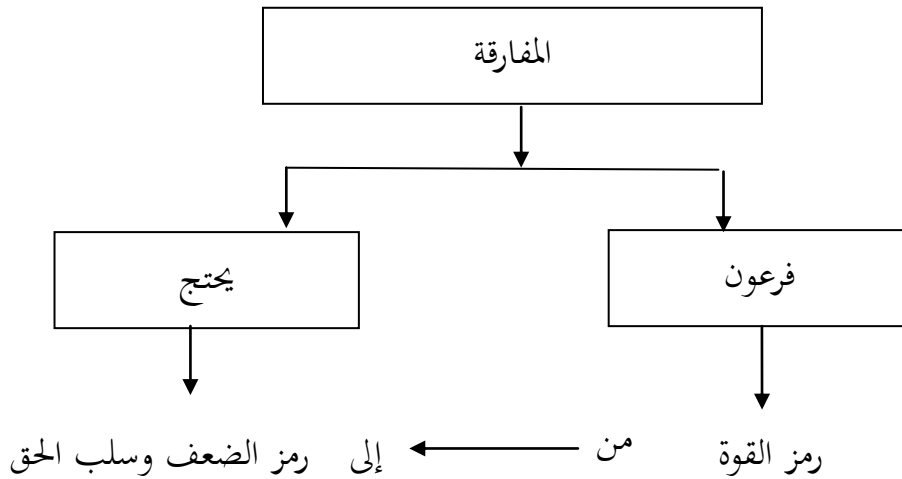 المفارقة
فرعون
يحتج
رمز القوة من إلى رمز الضعف وسلب الحق